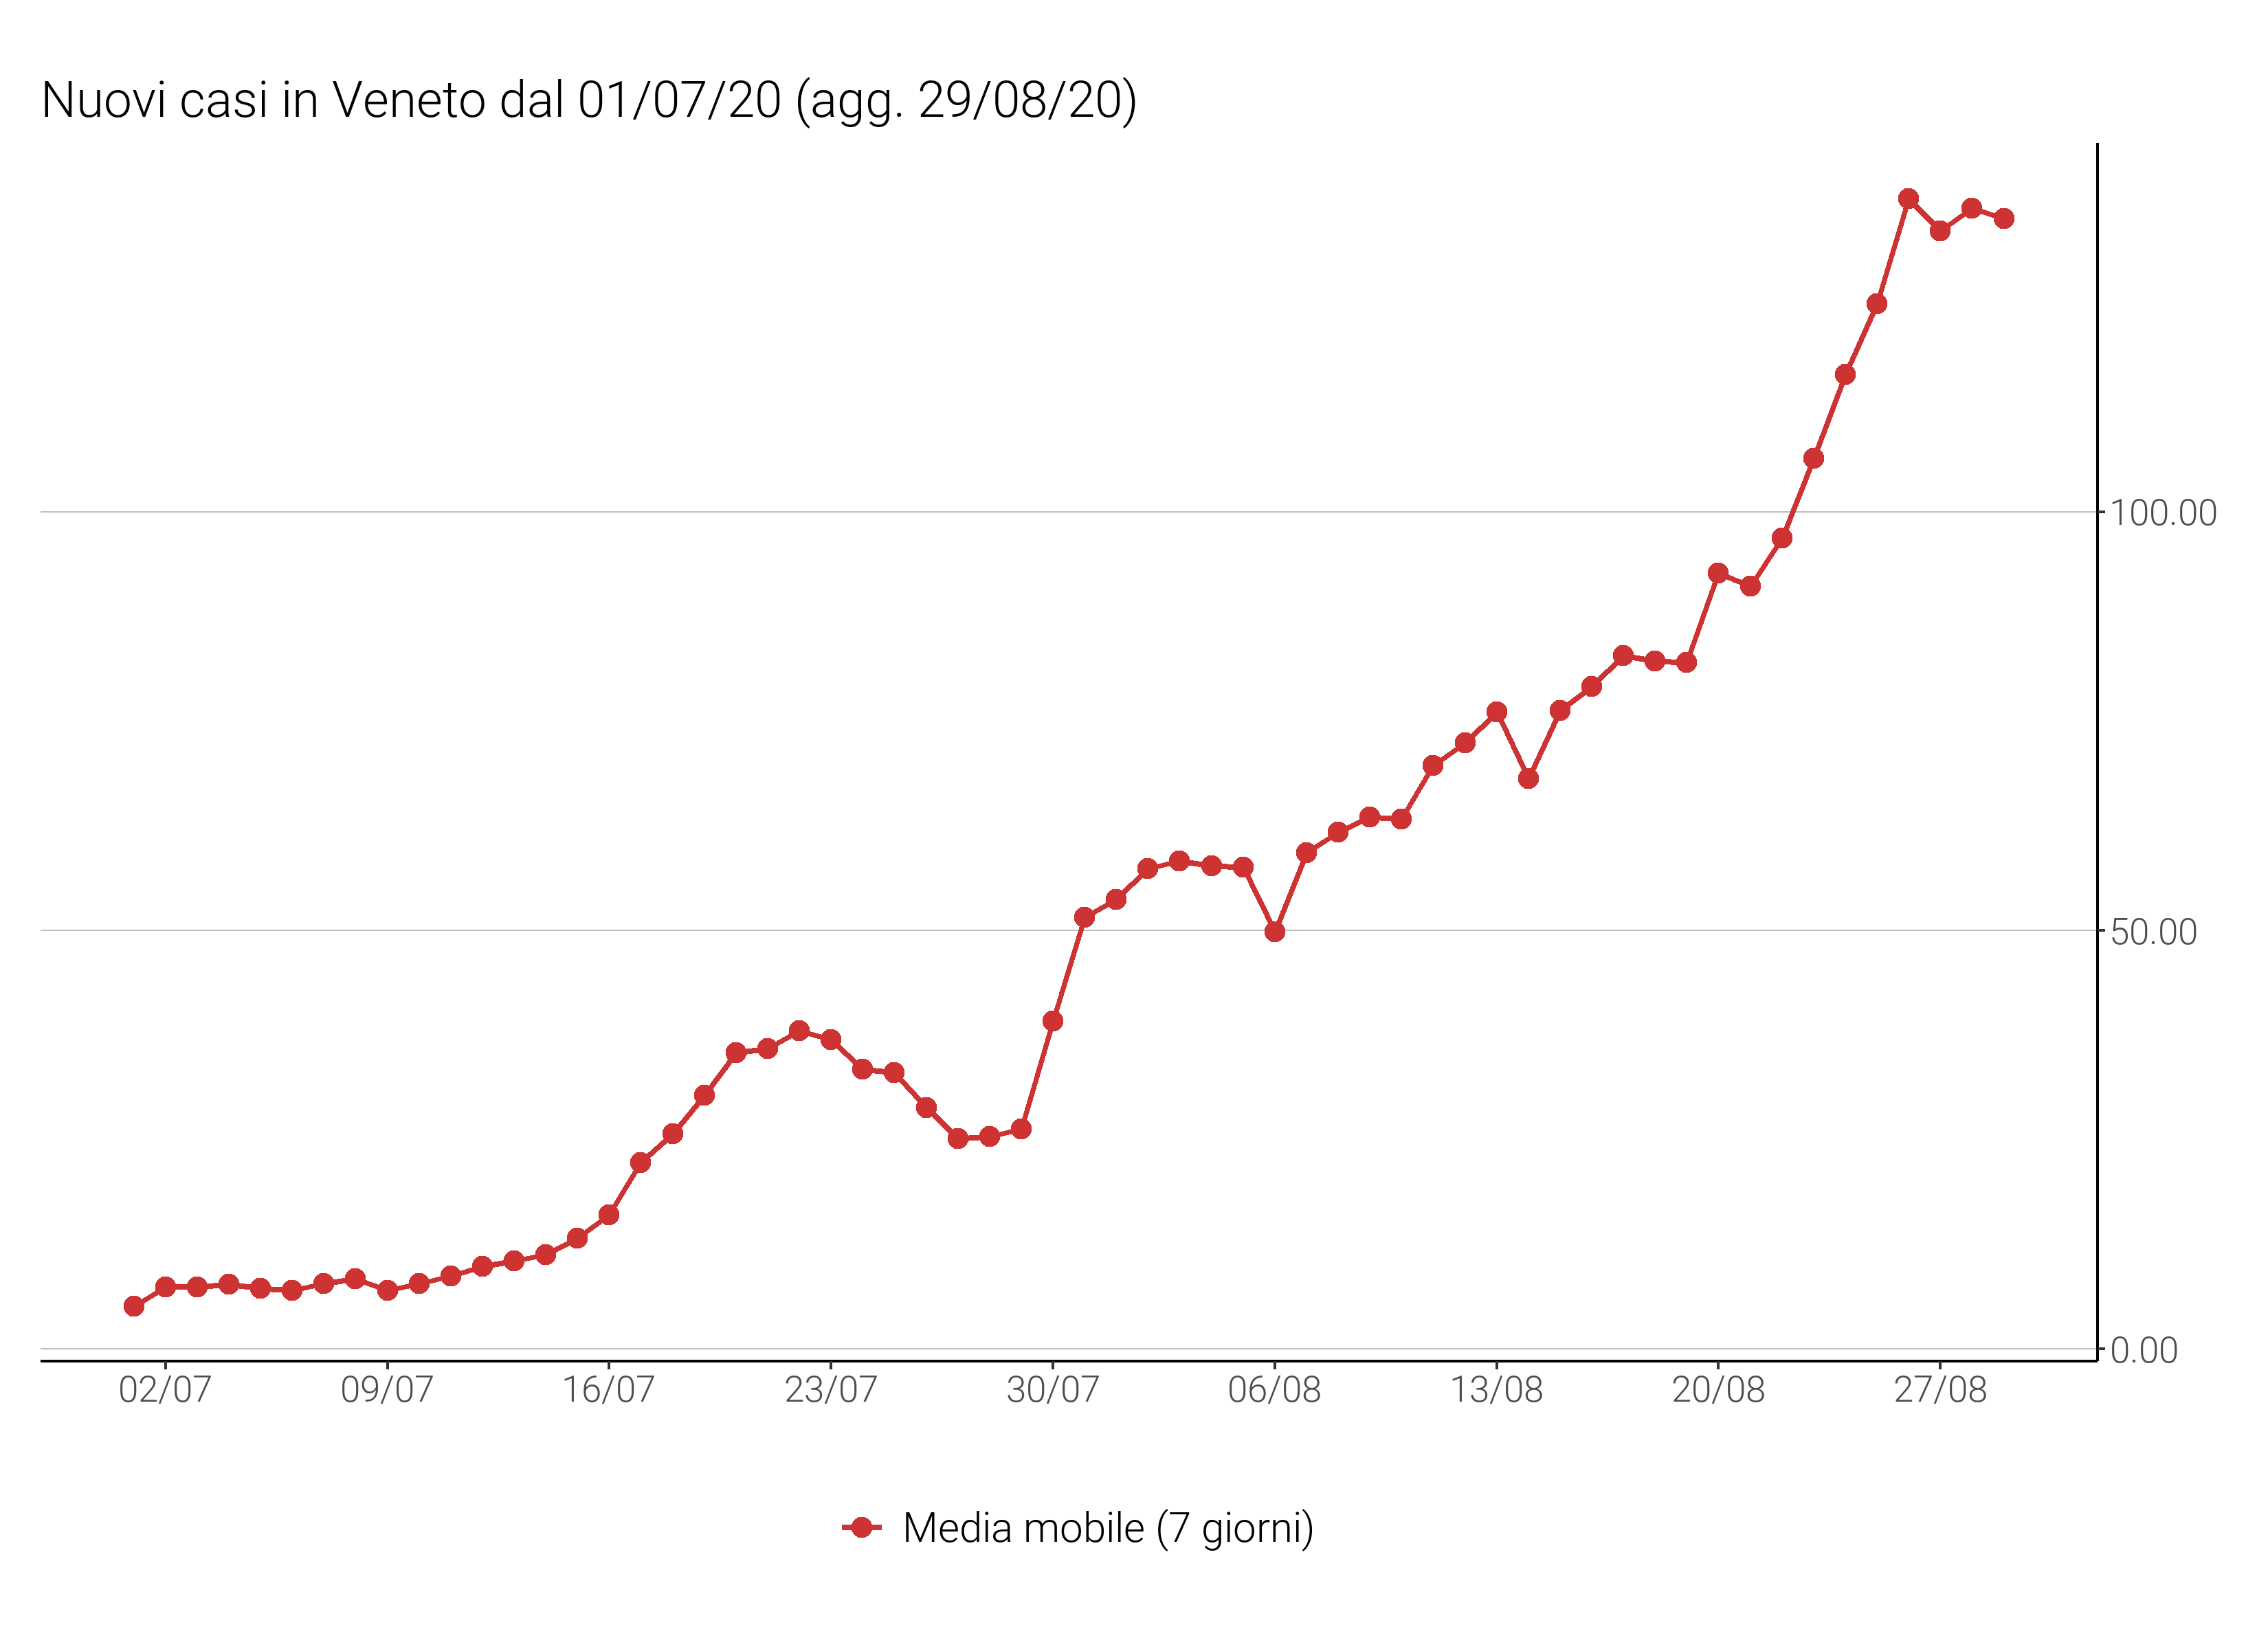 Nuovi casi in Veneto dal 01/07/20 (agg. 29/08/20)
100.00
50.00
0.00
02/07 09/07 16/07 23/07 30/07 06/08 13/08 20/08 27/08
Media mobile (7 giorni)